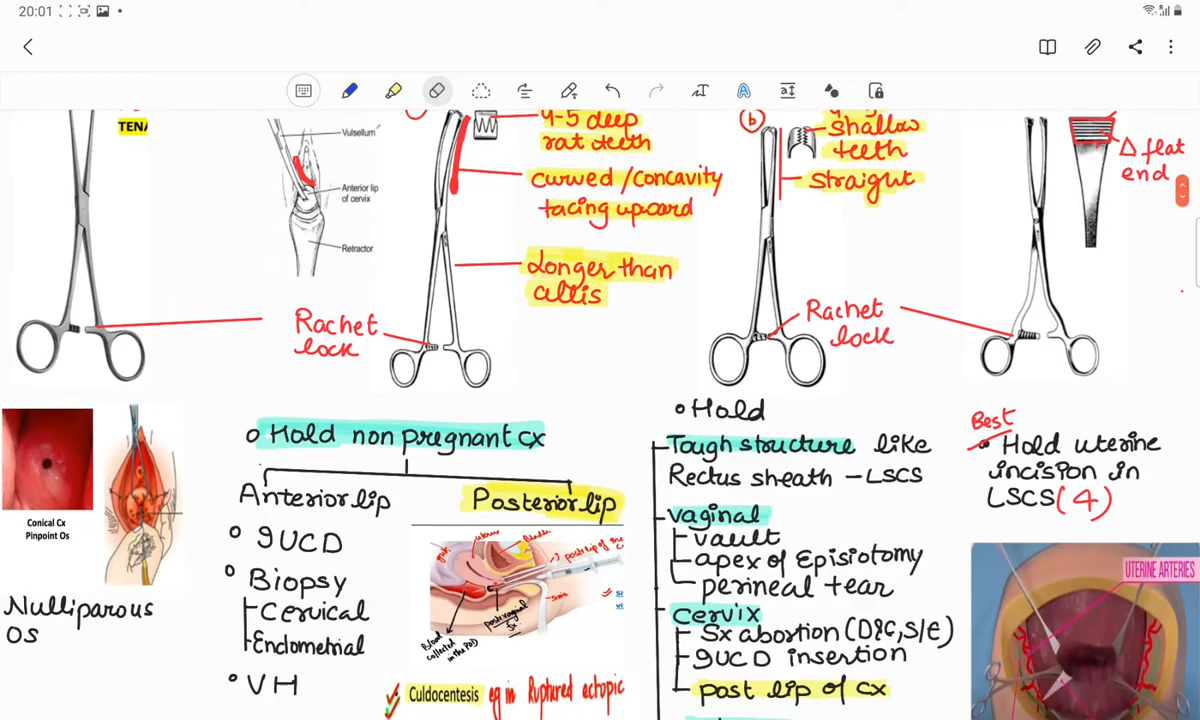 20:01
TENA
Vulsellum
Anterior lip
of cervix
Retractor
4-5 deep
rat teeth
curved/concavity
facing upward
Longer than
allis
Rachet
lock
(b)
shallow
teeth
straight
Rachet
lock
Δ flat
end
Conical Cx
Pinpoint Os
Nulliparous
OS
Hold non pregnant cx
Anterior lip
IUCD
Biopsy
Cervical
Endometrial
VH
Posterior lip
uterus
Bladder
post lip of the
Blood
collected
in the POD
Culdocentesis eg in Ruptured ectopic
Hold
Tough structure like
Rectus sheath - LSCS
vaginal
vault
apex of Episiotomy
perineal tear
cervix
Sx abortion (D&C, S/E)
IUCD insertion
post lip of cx
Best
Hold uterine
incision in
LSCS (4)
UTERINE ARTERIES